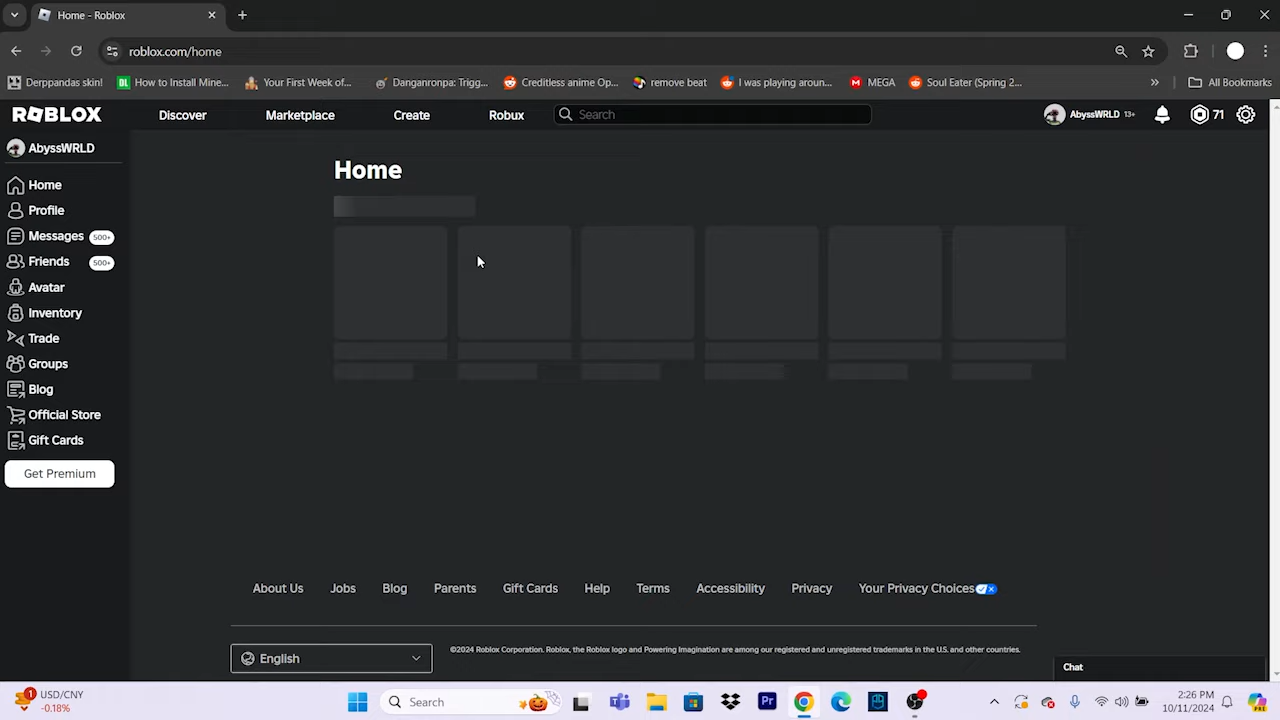 Home - Roblox
roblox.com/home
Derppandas skin!
How to Install Mine...
Your First Week of...
Danganronpa: Trigg...
Creditless anime Op...
remove beat
I was playing aroun...
MEGA
Soul Eater (Spring 2...
»
All Bookmarks
ROBLOX
Discover
Marketplace
Create
Robux
Search
AbyssWRLD 13+
71
AbyssWRLD
Home
Home
Profile
Messages 500+
Friends 500+
Avatar
Inventory
Trade
Groups
Blog
Official Store
Gift Cards
Get Premium
About Us
Jobs
Blog
Parents
Gift Cards
Help
Terms
Accessibility
Privacy
Your Privacy Choices
English
©2024 Roblox Corporation. Roblox, the Roblox logo and Powering Imagination are among our registered and unregistered trademarks in the U.S. and other countries.
Chat
1
USD/CNY
-0.18%
Search
Pr
2:26 PM
10/11/2024